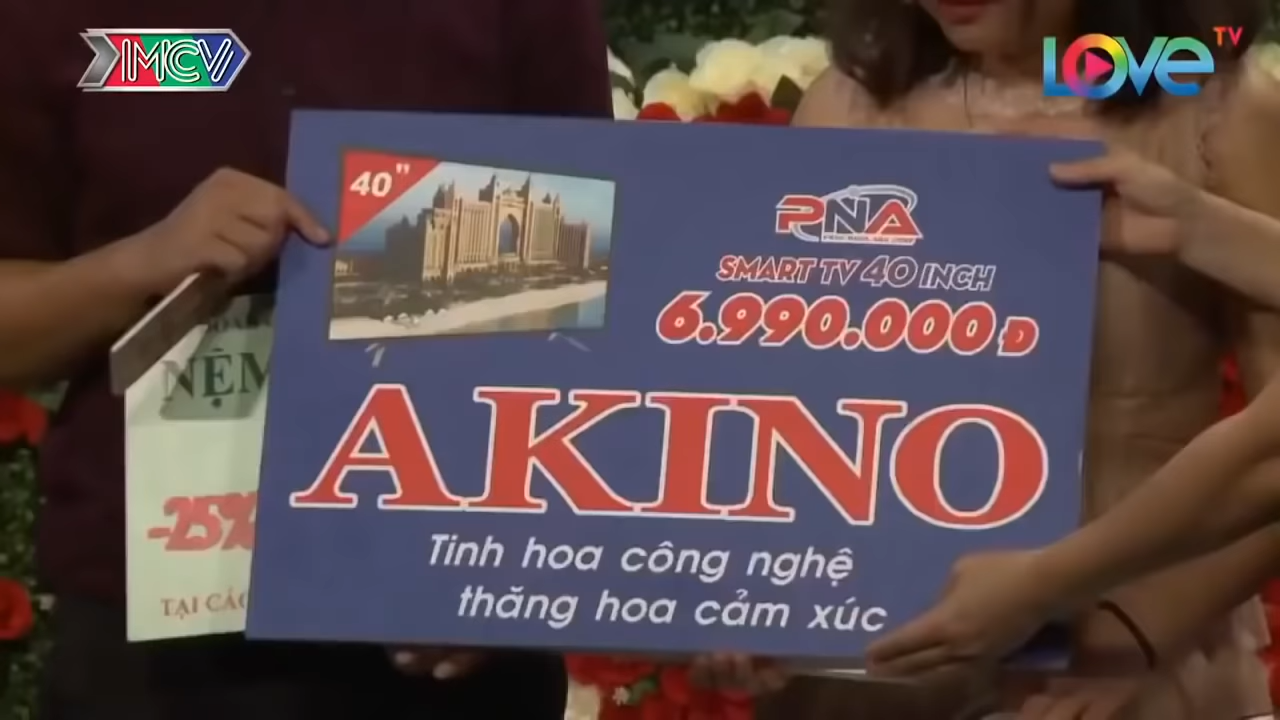 MCV
LOVE TV
40"
PNA
SMART TV 40 INCH
6.990.000 Đ
AKINO
Tinh hoa công nghệ
thăng hoa cảm xúc
NỆM
-25%
TẠI CÁC